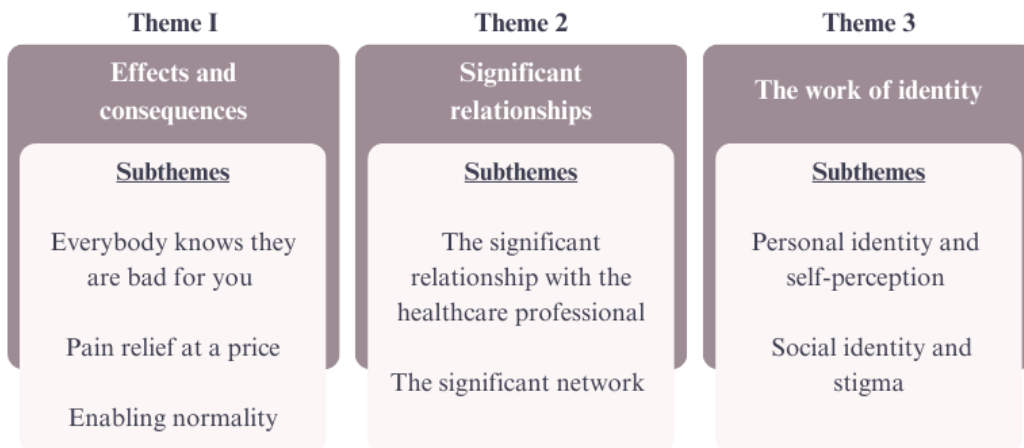 Theme I
Effects and
consequences
Subthemes
Everybody knows they
are bad for you
Pain relief at a price
Enabling normality
Theme 2
Significant
relationships
Subthemes
The significant
relationship with the
healthcare professional
The significant network
Theme 3
The work of identity
Subthemes
Personal identity and
self-perception
Social identity and
stigma